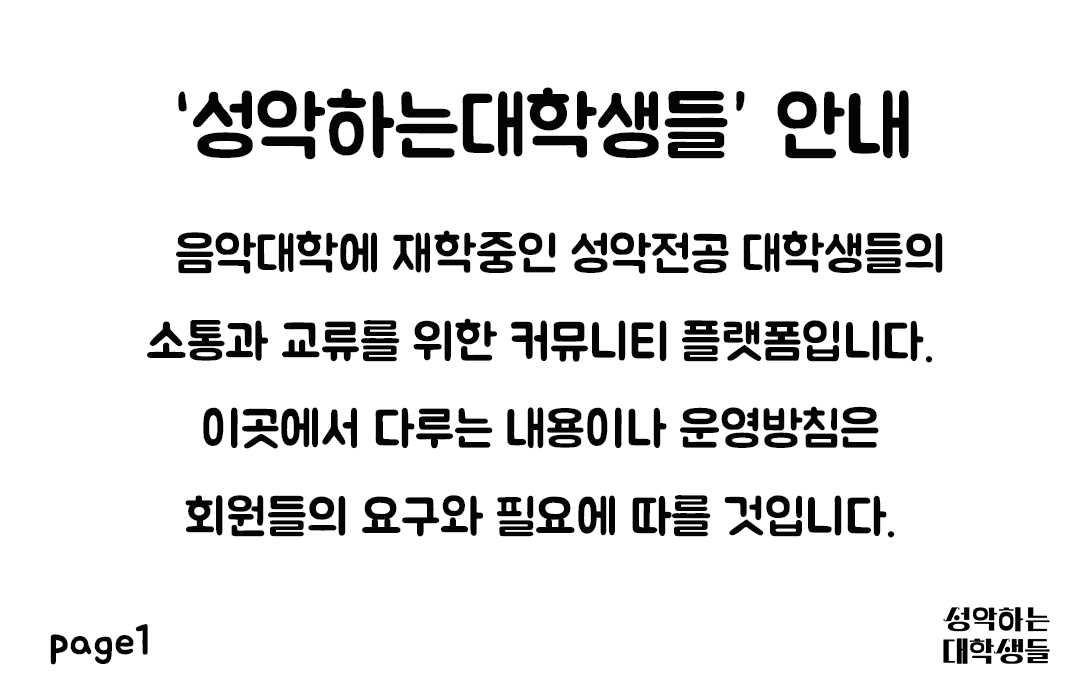 ‘성악하는대학생들’ 안내
음악대학에 재학중인 성악전공 대학생들의
소통과 교류를 위한 커뮤니티 플랫폼입니다.
이곳에서 다루는 내용이나 운영방침은
회원들의 요구와 필요에 따를 것입니다.
page1
성악하는
대학생들